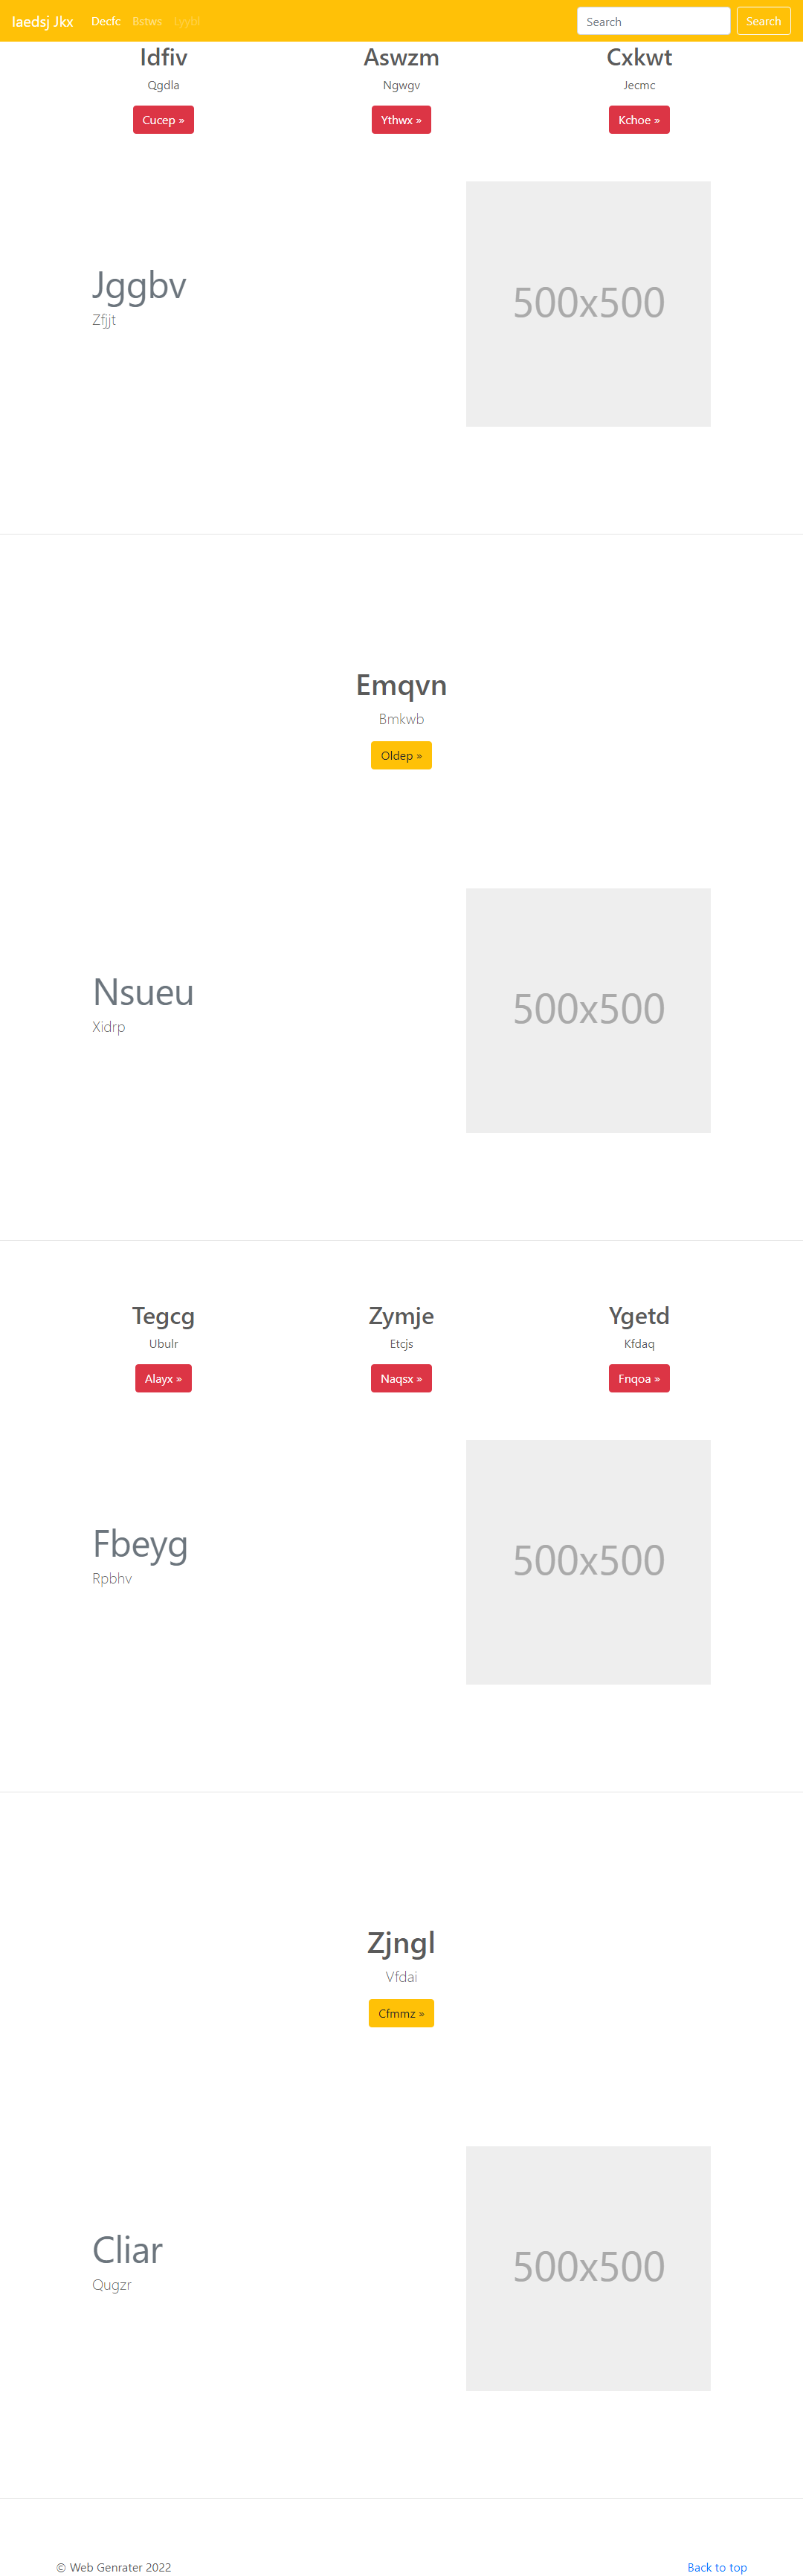 Iaedsj Jkx Decfc Bstws Lyybl Search Search
Idfiv Aswzm Cxkwt
Qgdla Ngwgv Jecmc
Cucep » Ythwx » Kchoe »
500x500
Jggbv
Zfjjt
Emqvn
Bmkwb
Oldep »
500x500
Nsueu
Xidrp
Tegcg Zymje Ygetd
Ubulr Etcjs Kfdaq
Alayx » Naqsx » Fnqoa »
500x500
Fbeyg
Rpbhv
Zjngl
Vfdai
Cfmmz »
500x500
Cliar
Qugzr
© Web Genrater 2022 Back to top